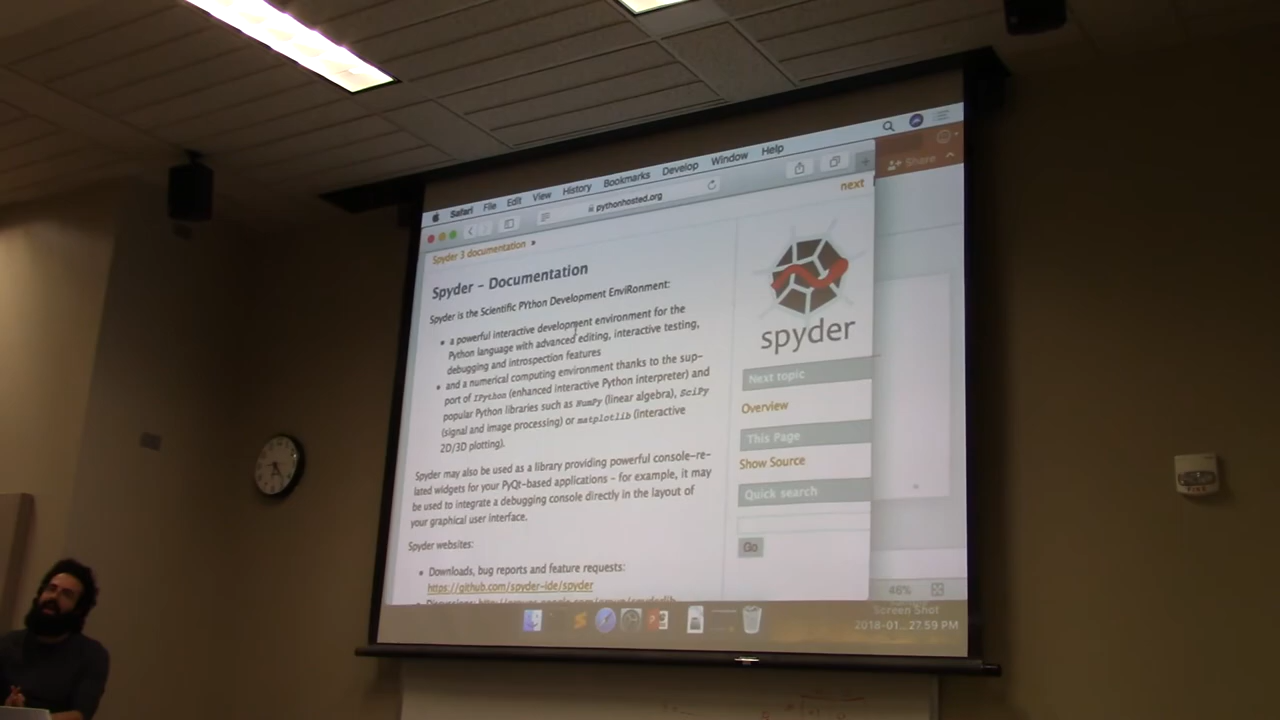 Safari File Edit View History Bookmarks Develop Window Help
pythonhosted.org
Share
next
Spyder 3 documentation »
Spyder – Documentation
Spyder is the Scientific PYthon Development EnviRonment:
• a powerful interactive development environment for the
Python language with advanced editing, interactive testing,
debugging and introspection features
• and a numerical computing environment thanks to the sup–
port of IPython (enhanced interactive Python interpreter) and
popular Python libraries such as NumPy (linear algebra), SciPy
(signal and image processing) or matplotlib (interactive
2D/3D plotting).
Spyder may also be used as a library providing powerful console–re–
lated widgets for your PyQt–based applications – for example, it may
be used to integrate a debugging console directly in the layout of
your graphical user interface.
Spyder websites:
• Downloads, bug reports and feature requests:
https://github.com/spyder-ide/spyder
spyder
Next topic
Overview
This Page
Show Source
Quick search
Go
46%
Screen Shot
2018-01...27.59 PM
FIRE